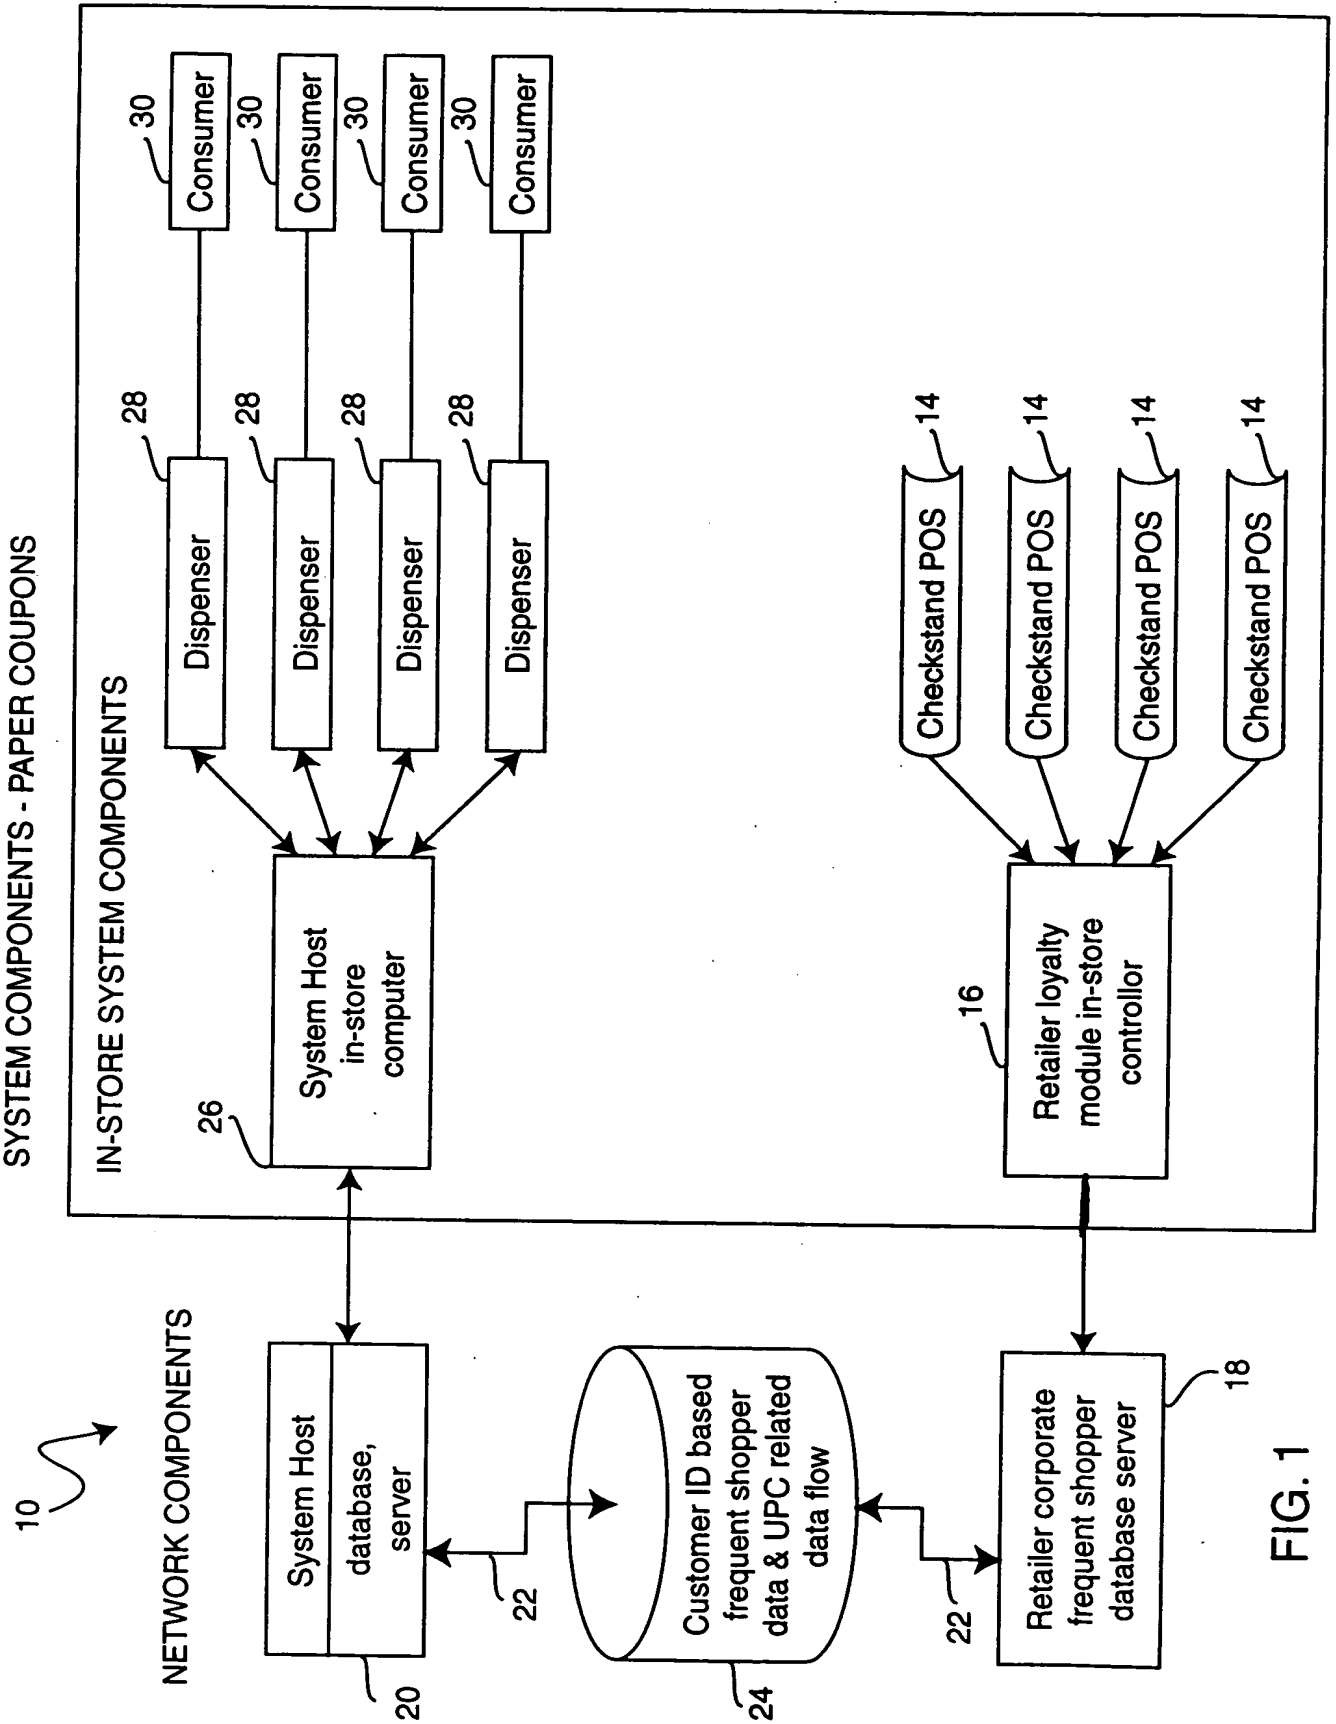 SYSTEM COMPONENTS - PAPER COUPONS
10
NETWORK COMPONENTS
IN-STORE SYSTEM COMPONENTS
System Host
database,
server
20
22
Customer ID based
frequent shopper
data & UPC related
data flow
24
22
Retailer corporate
frequent shopper
database server
18
26
System Host
in-store
computer
28
Dispenser
30
Consumer
28
Dispenser
30
Consumer
28
Dispenser
30
Consumer
28
Dispenser
30
Consumer
16
Retailer loyalty
module in-store
controllor
Checkstand POS
14
Checkstand POS
14
Checkstand POS
14
Checkstand POS
14
FIG. 1